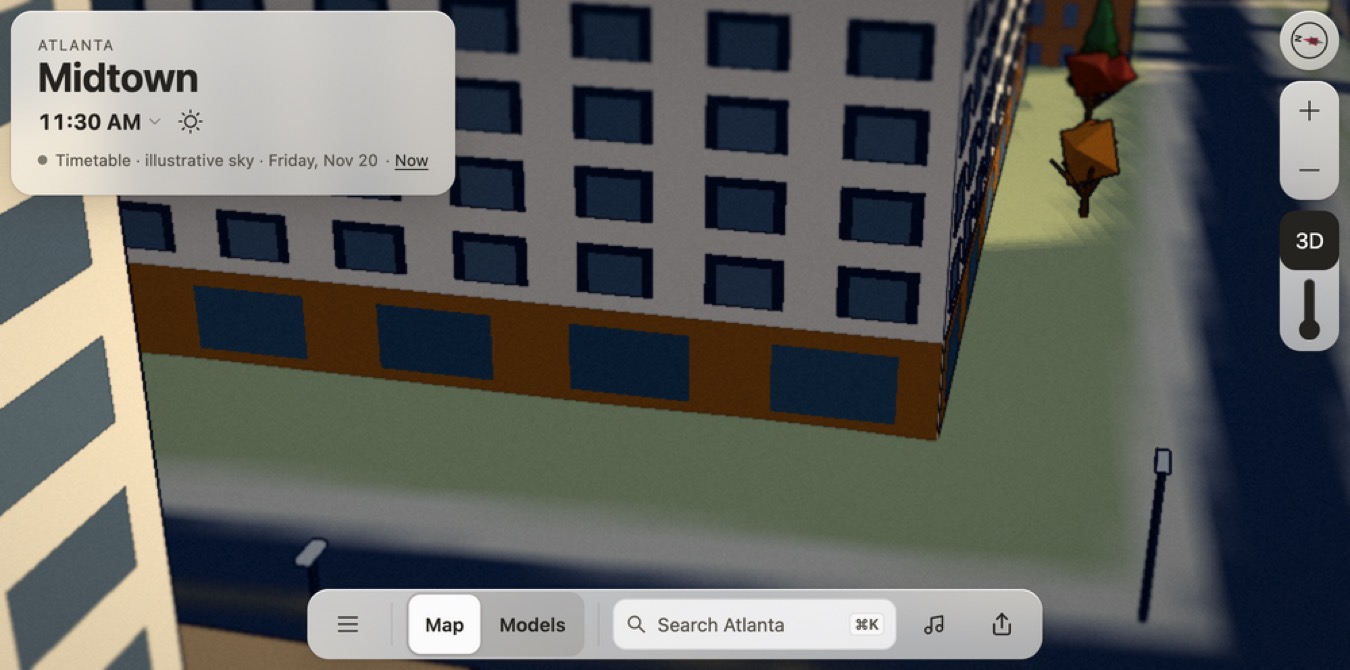 ATLANTA
Midtown
11:30 AM
Timetable · illustrative sky · Friday, Nov 20 · Now
N
3D
Map
Models
Search Atlanta
⌘K